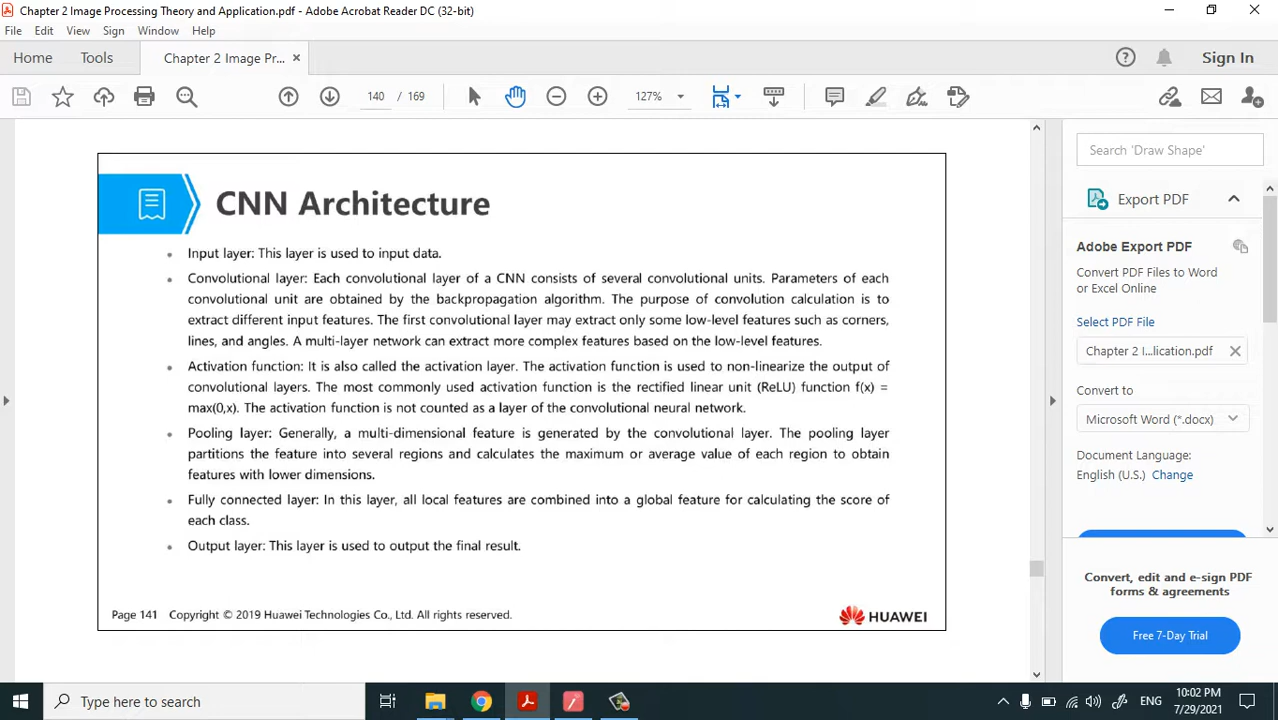 Chapter 2 Image Processing Theory and Application.pdf - Adobe Acrobat Reader DC (32-bit)
File Edit View Sign Window Help
Home Tools Chapter 2 Image Pr... × Sign In
140 / 169 127%
CNN Architecture
Input layer: This layer is used to input data.
Convolutional layer: Each convolutional layer of a CNN consists of several convolutional units. Parameters of each
convolutional unit are obtained by the backpropagation algorithm. The purpose of convolution calculation is to
extract different input features. The first convolutional layer may extract only some low-level features such as corners,
lines, and angles. A multi-layer network can extract more complex features based on the low-level features.
Activation function: It is also called the activation layer. The activation function is used to non-linearize the output of
convolutional layers. The most commonly used activation function is the rectified linear unit (ReLU) function f(x) =
max(0,x). The activation function is not counted as a layer of the convolutional neural network.
Pooling layer: Generally, a multi-dimensional feature is generated by the convolutional layer. The pooling layer
partitions the feature into several regions and calculates the maximum or average value of each region to obtain
features with lower dimensions.
Fully connected layer: In this layer, all local features are combined into a global feature for calculating the score of
each class.
Output layer: This layer is used to output the final result.
Page 141 Copyright © 2019 Huawei Technologies Co., Ltd. All rights reserved.
HUAWEI
Search 'Draw Shape'
Export PDF
Adobe Export PDF
Convert PDF Files to Word
or Excel Online
Select PDF File
Chapter 2 I...lication.pdf
Convert to
Microsoft Word (*.docx)
Document Language:
English (U.S.) Change
Convert, edit and e-sign PDF
forms & agreements
Free 7-Day Trial
Type here to search
ENG
10:02 PM
7/29/2021